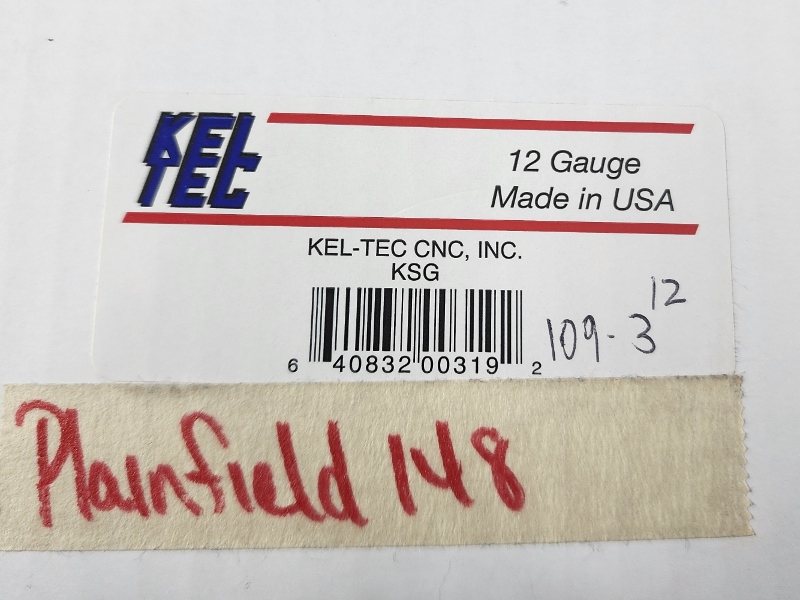 KEL
TEC
12 Gauge
Made in USA
KEL-TEC CNC, INC.
KSG
6 40832 00319 2
12
109-3
Plainfield 148